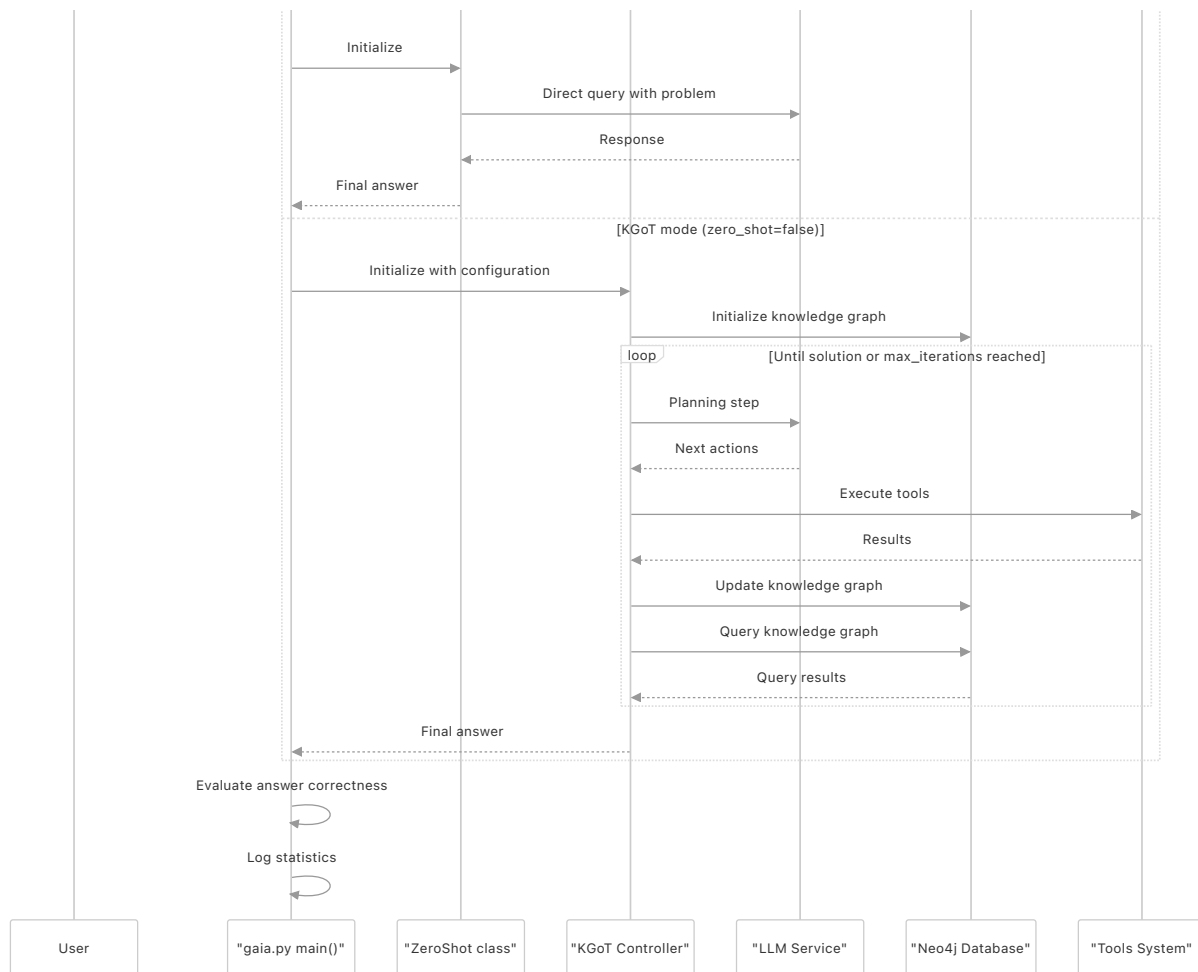 Initialize
Direct query with problem
Response
Final answer
[KGoT mode (zero_shot=false)]
Initialize with configuration
Initialize knowledge graph
loop
[Until solution or max_iterations reached]
Planning step
Next actions
Execute tools
Results
Update knowledge graph
Query knowledge graph
Query results
Final answer
Evaluate answer correctness
Log statistics
User
"gaia.py main()"
"ZeroShot class"
"KGoT Controller"
"LLM Service"
"Neo4j Database"
"Tools System"